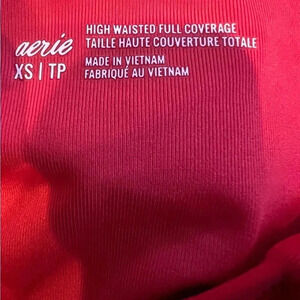 aerie
XS | TP
HIGH WAISTED FULL COVERAGE
TAILLE HAUTE COUVERTURE TOTALE
MADE IN VIETNAM
FABRIQUÉ AU VIETNAM